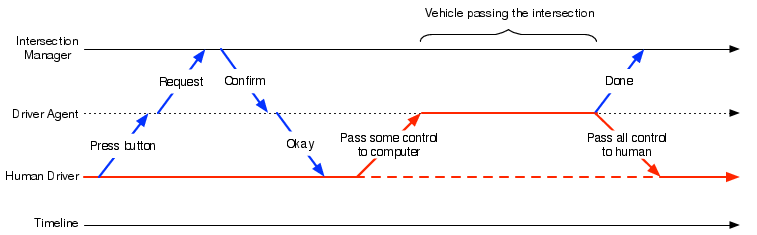 Vehicle passing the intersection
Intersection
Manager
Request
Confirm
Done
Driver Agent
Press button
Okay
Pass some control
to computer
Pass all control
to human
Human Driver
Timeline